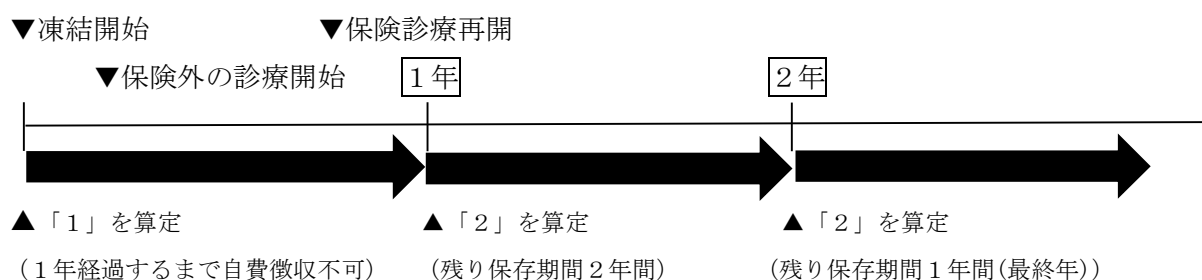 ▼凍結開始 ▼保険診療再開
▼保険外の診療開始 1年 2年
▲「1」を算定 ▲「2」を算定 ▲「2」を算定
(1年経過するまで自費徴収不可) (残り保存期間2年間) (残り保存期間1年間(最終年))